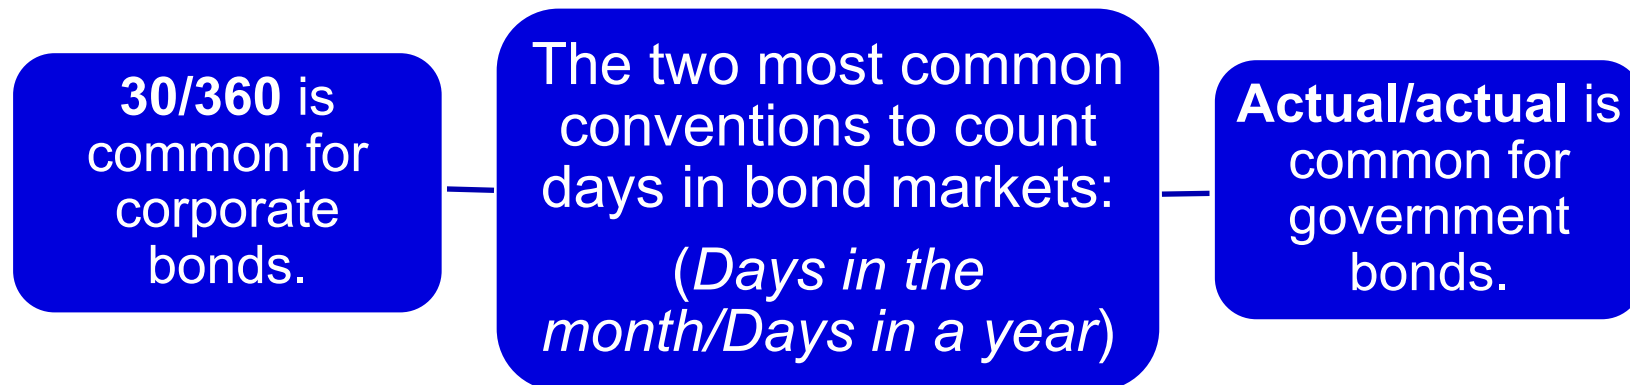 30/360 is
common for
corporate
bonds.
The two most common
conventions to count
days in bond markets:
(Days in the
month/Days in a year)
Actual/actual is
common for
government
bonds.